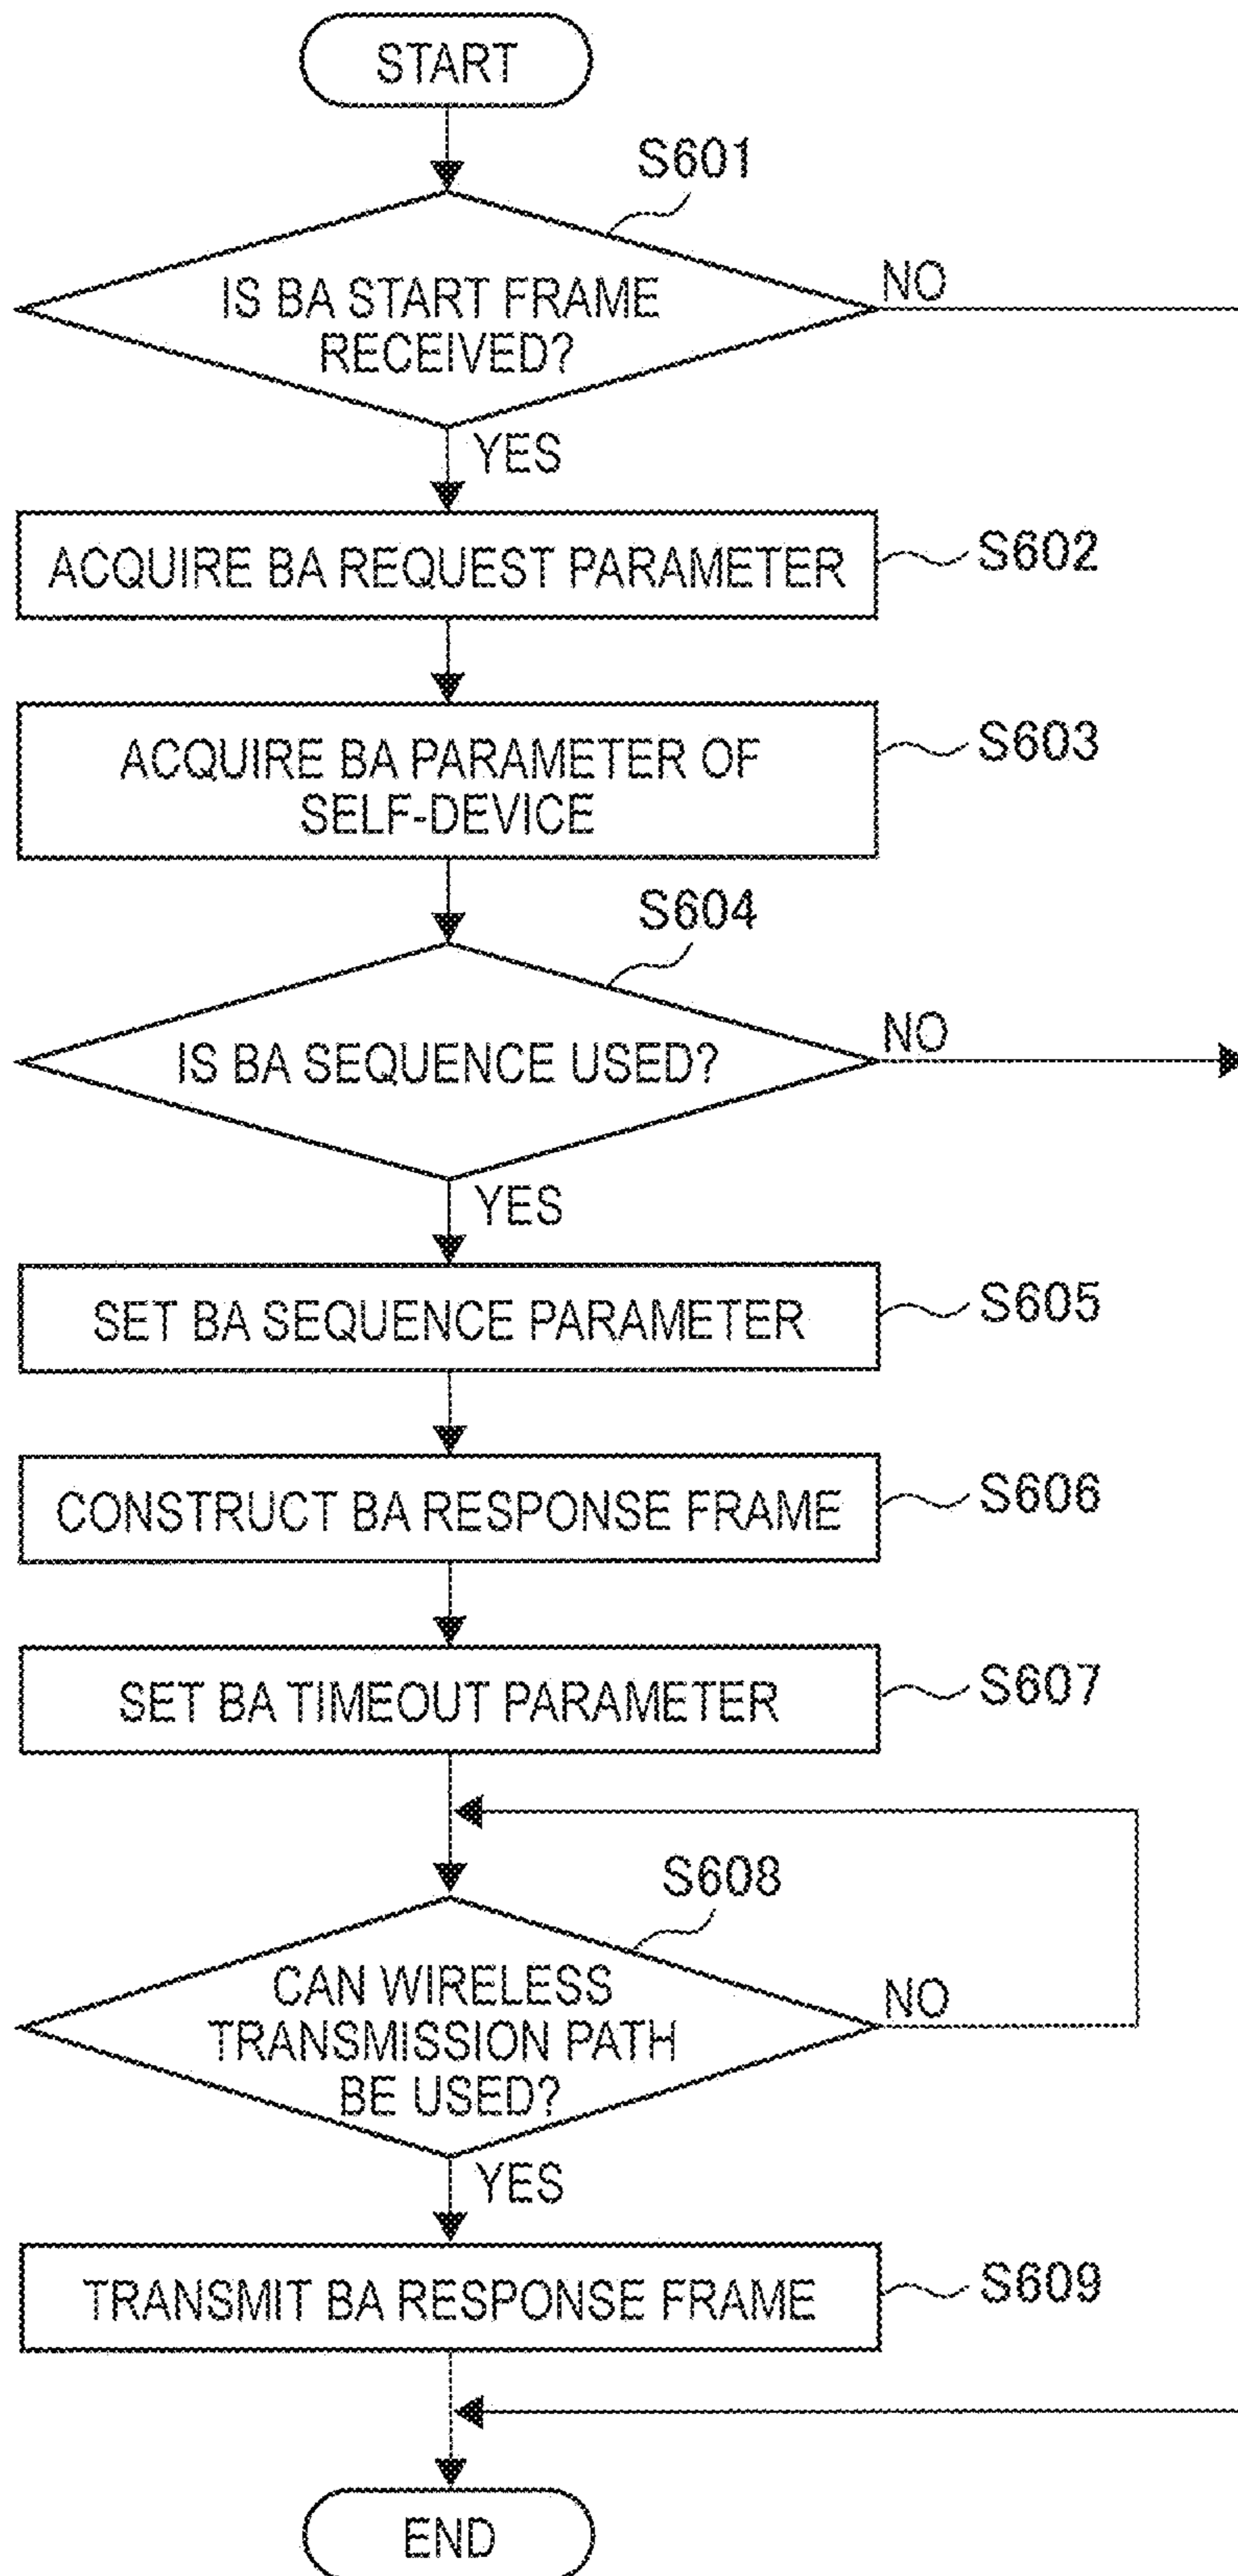 START
S601
IS BA START FRAME
RECEIVED?
NO
YES
ACQUIRE BA REQUEST PARAMETER
S602
ACQUIRE BA PARAMETER OF
SELF-DEVICE
S603
S604
IS BA SEQUENCE USED?
NO
YES
SET BA SEQUENCE PARAMETER
S605
CONSTRUCT BA RESPONSE FRAME
S606
SET BA TIMEOUT PARAMETER
S607
S608
CAN WIRELESS
TRANSMISSION PATH
BE USED?
NO
YES
TRANSMIT BA RESPONSE FRAME
S609
END